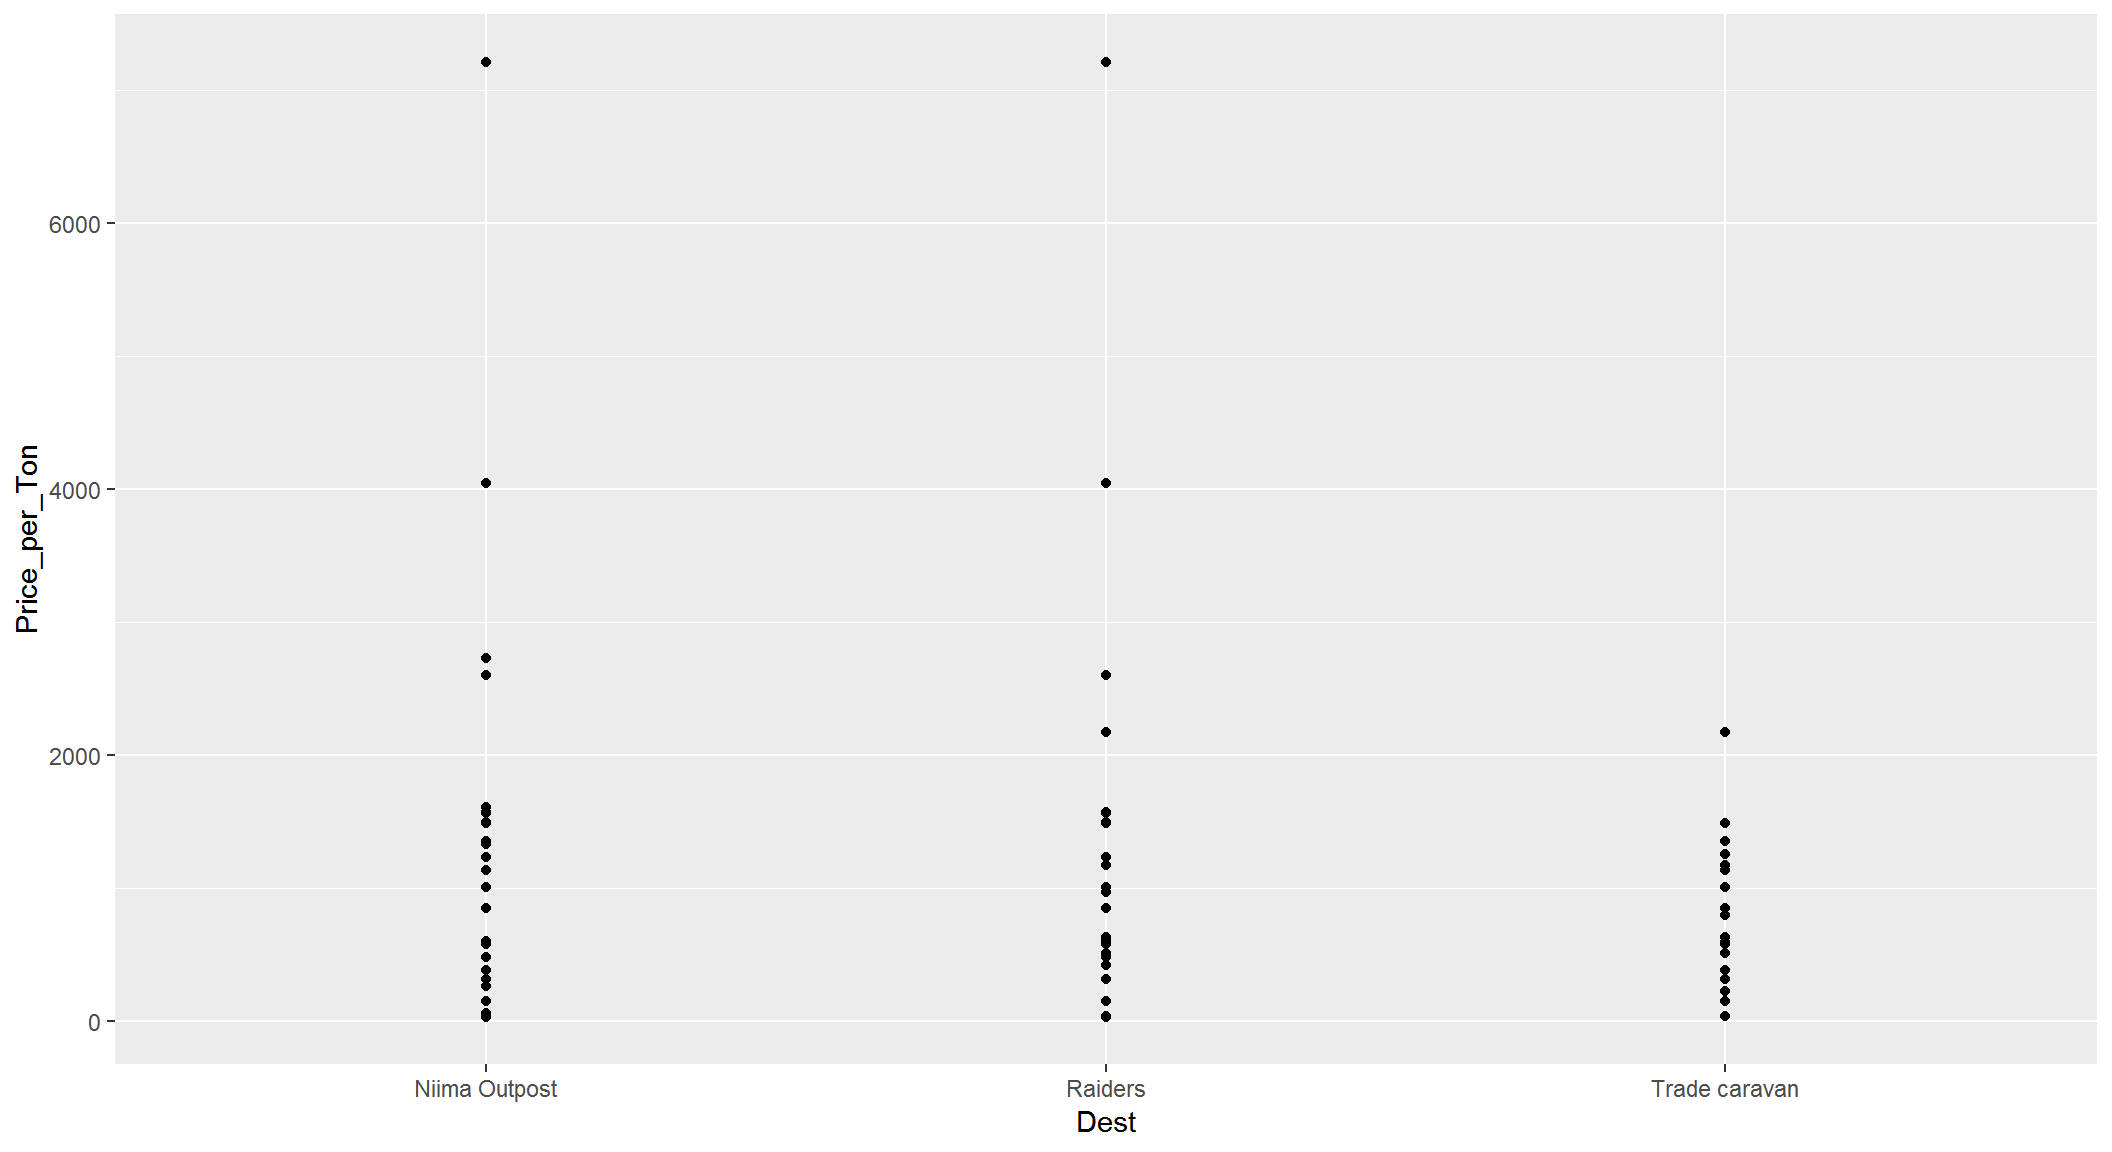 Price_per_Ton
6000
4000
2000
0
Niima Outpost
Raiders
Trade caravan
Dest